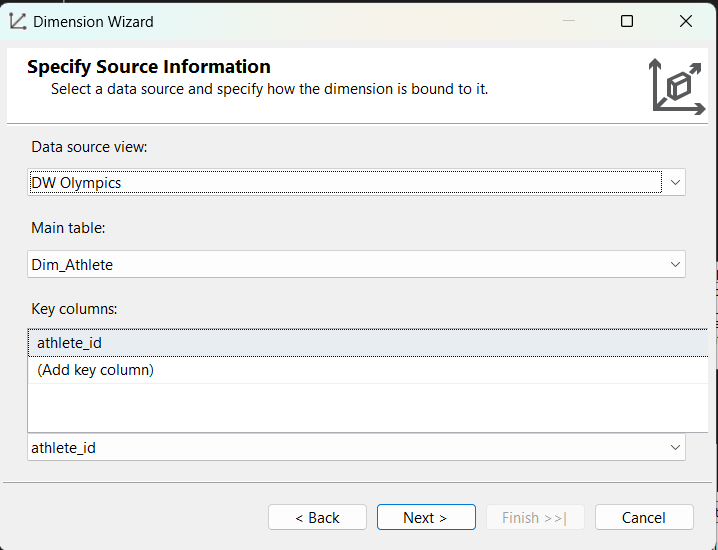 Dimension Wizard
Specify Source Information
Select a data source and specify how the dimension is bound to it.
Data source view:
DW Olympics
Main table:
Dim_Athlete
Key columns:
athlete_id
(Add key column)
athlete_id
< Back
Next >
Finish >>|
Cancel